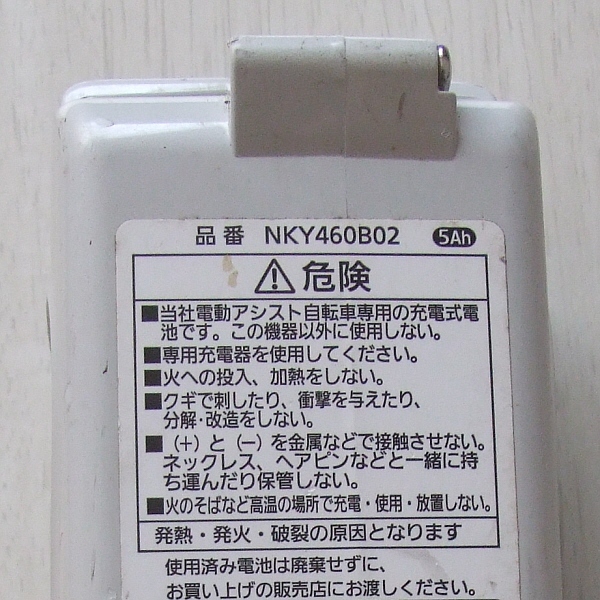 品番 NKY460B02 5Ah
危険
■当社電動アシスト自転車専用の充電式電
池です。この機器以外に使用しない。
■専用充電器を使用してください。
■火への投入、加熱をしない。
■クギで刺したり、衝撃を与えたり、
分解・改造をしない。
■(+)と(−)を金属などで接触させない。
ネックレス、ヘアピンなどと一緒に持
ち運んだり保管しない。
■火のそばなど高温の場所で充電・使用・放置しない。
発熱・発火・破裂の原因となります
使用済み電池は廃棄せずに、
お買い上げの販売店にお渡しください。